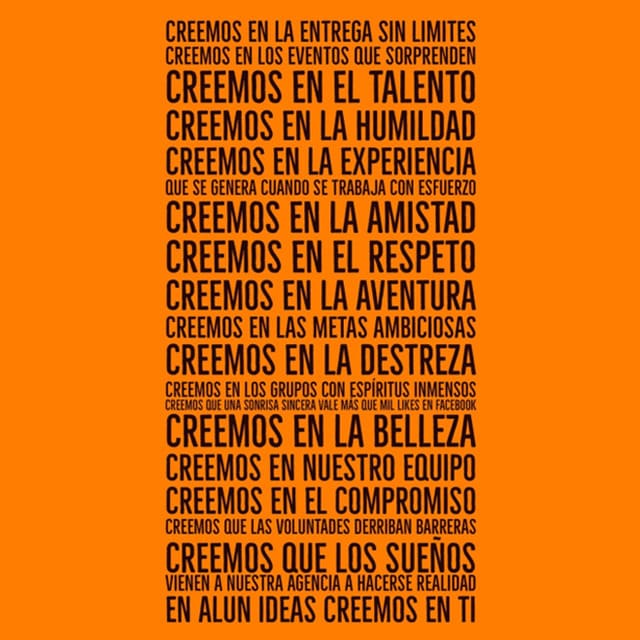 CREEMOS EN LA ENTREGA SIN LIMITES
CREEMOS EN LOS EVENTOS QUE SORPRENDEN
CREEMOS EN EL TALENTO
CREEMOS EN LA HUMILDAD
CREEMOS EN LA EXPERIENCIA
QUE SE GENERA CUANDO SE TRABAJA CON ESFUERZO
CREEMOS EN LA AMISTAD
CREEMOS EN EL RESPETO
CREEMOS EN LA AVENTURA
CREEMOS EN LAS METAS AMBICIOSAS
CREEMOS EN LA DESTREZA
CREEMOS EN LOS GRUPOS CON ESPÍRITUS INMENSOS
CREEMOS QUE UNA SONRISA SINCERA VALE MÁS QUE MIL LIKES EN FACEBOOK
CREEMOS EN LA BELLEZA
CREEMOS EN NUESTRO EQUIPO
CREEMOS EN EL COMPROMISO
CREEMOS QUE LAS VOLUNTADES DERRIBAN BARRERAS
CREEMOS QUE LOS SUEÑOS
VIENEN A NUESTRA AGENCIA A HACERSE REALIDAD
EN ALUN IDEAS CREEMOS EN TI